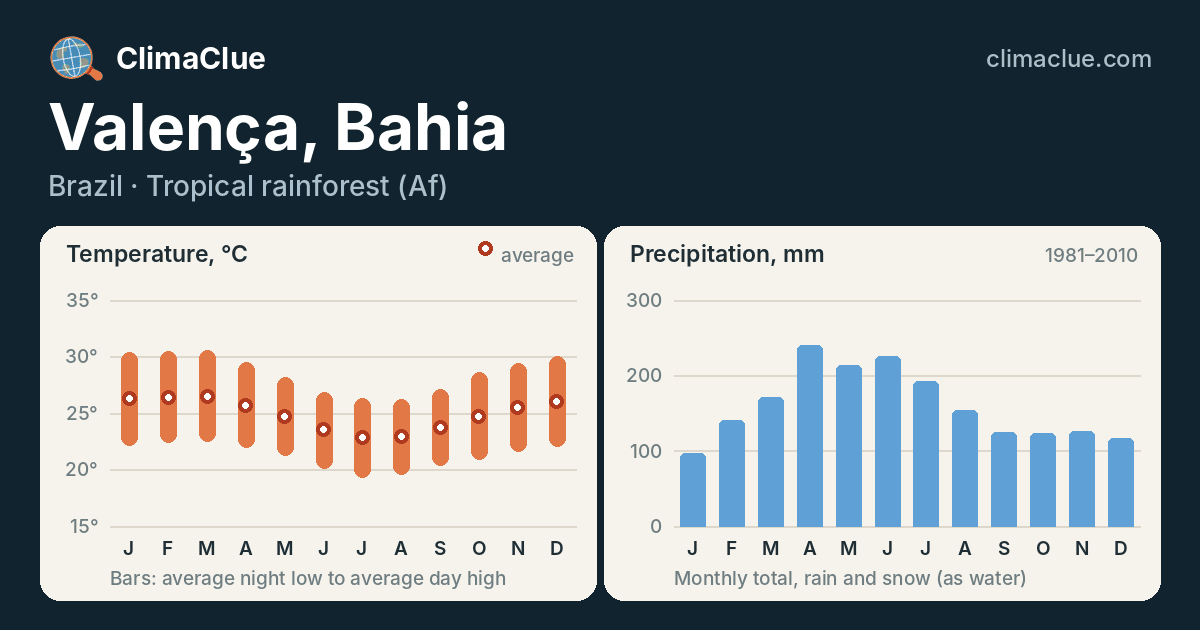 ClimaClue
climaclue.com
Valença, Bahia
Brazil · Tropical rainforest (Af)
Temperature, °C
average
35°
30°
25°
20°
15°
J F M A M J J A S O N D
Bars: average night low to average day high
Precipitation, mm
1981–2010
300
200
100
0
J F M A M J J A S O N D
Monthly total, rain and snow (as water)